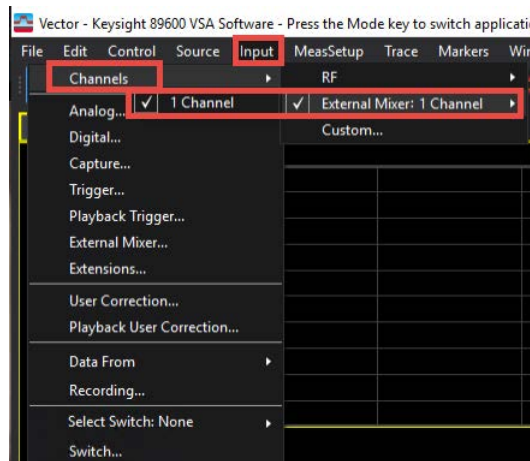 Vector - Keysight 89600 VSA Software - Press the Mode key to switch
File Edit Control Source Input MeasSetup Trace Markers
Channels
RF
1 Channel
External Mixer: 1 Channel
Analog...
Custom...
Digital...
Capture...
Trigger...
Playback Trigger...
External Mixer...
Extensions...
User Correction...
Playback User Correction...
Data From
Recording...
Select Switch: None
Switch...